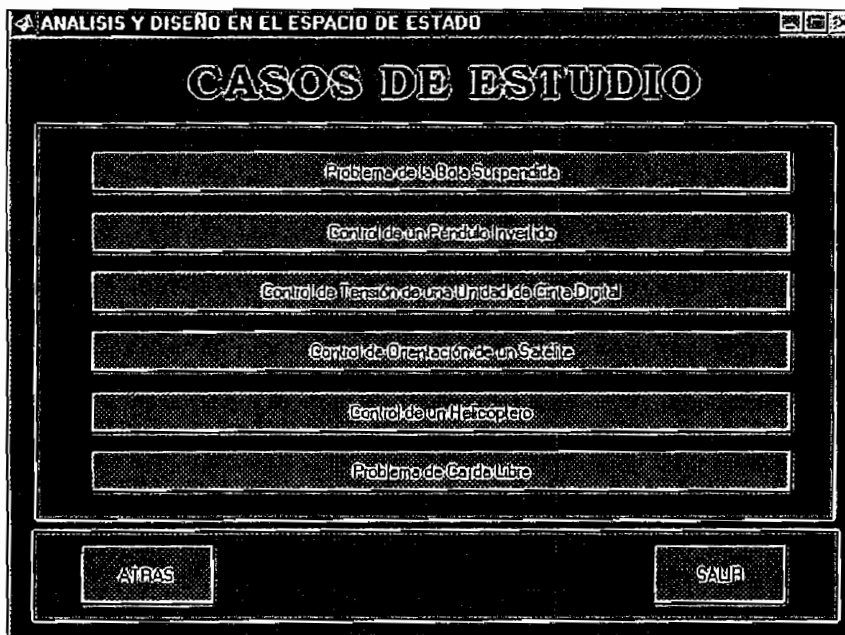 ANALISIS Y DISEÑO EN EL ESPACIO DE ESTADO
CASOS DE ESTUDIO
Problema de la Bola Suspendida
Control de un Péndulo Invertido
Control de Tensión de una Unidad de Cinta Digital
Control de Orientación de un Satélite
Control de un Helicoptero
Problema de Caida Libre
ATRAS
SALIR